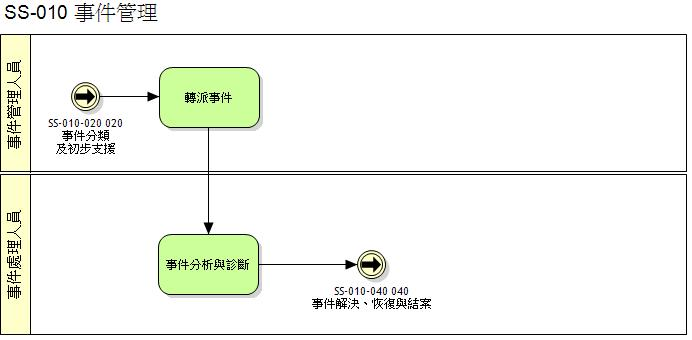 SS-010 事件管理
事件管理人員
轉派事件
SS-010-020 020
事件分類
及初步支援
事件處理人員
事件分析與診斷
SS-010-040 040
事件解決、恢復與結案